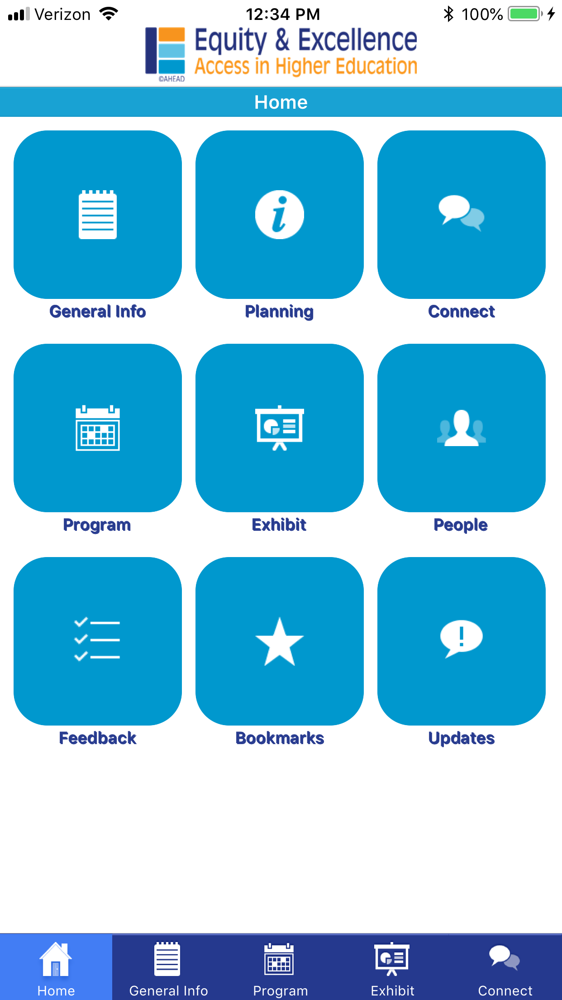 Verizon 12:34 PM 100%
Equity & Excellence
Access in Higher Education
©AHEAD
Home
General Info Planning Connect
Program Exhibit People
Feedback Bookmarks Updates
Home General Info Program Exhibit Connect